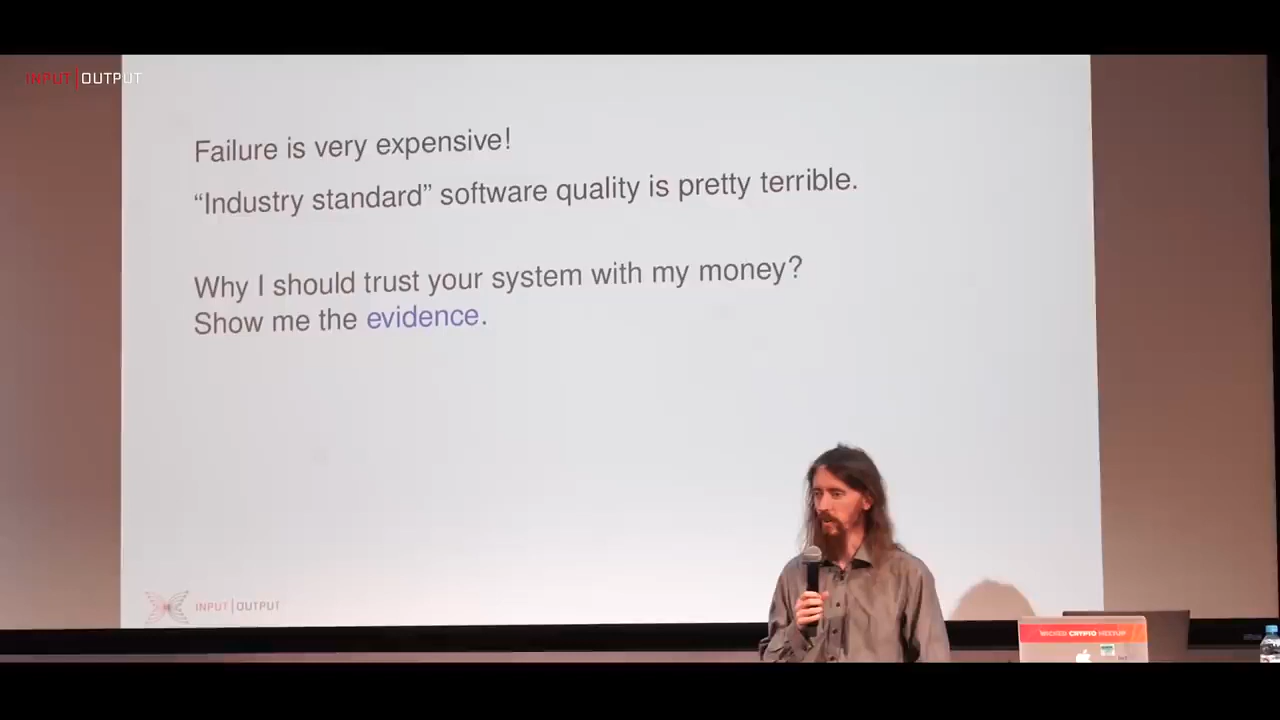 INPUT|OUTPUT
Failure is very expensive!
“Industry standard” software quality is pretty terrible.
Why I should trust your system with my money?
Show me the evidence.
INPUT|OUTPUT
WICKED CRYPTO MEETUP